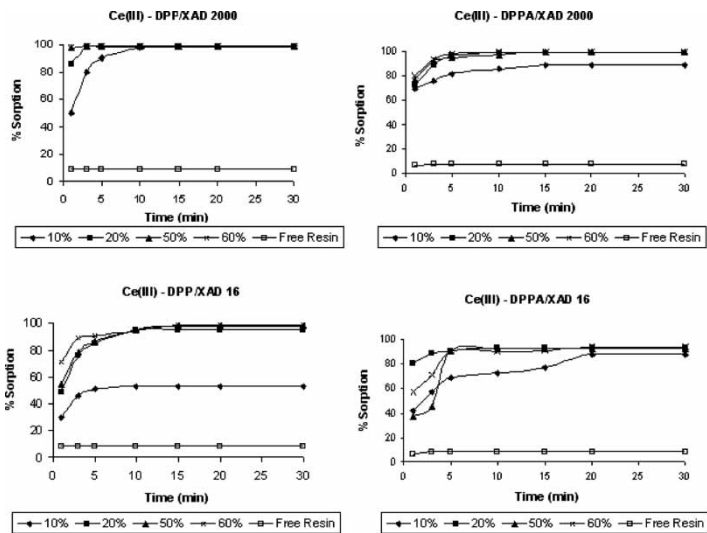 Ce(III) - DPP/XAD 2000
% Sorption
100
80
60
40
20
0
0 5 10 15 20 25 30
Time (min)
10% 20% 50% 60% Free Resin
Ce(III) - DPPA/XAD 2000
% Sorption
100
80
60
40
20
0
0 5 10 15 20 25 30
Time (min)
10% 20% 50% 60% Free Resin
Ce(III) - DPP/XAD 16
% Sorption
100
80
60
40
20
0
0 5 10 15 20 25 30
Time (min)
10% 20% 50% 60% Free Resin
Ce(III) - DPPA/XAD 16
% Sorption
100
80
60
40
20
0
0 5 10 15 20 25 30
Time (min)
10% 20% 50% 60% Free Resin